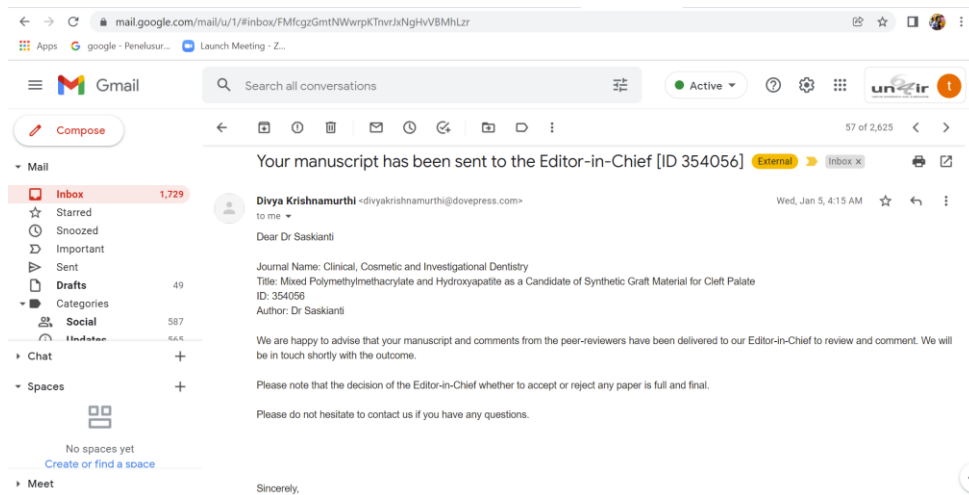 mail.google.com/mail/u/1/#inbox/FMfcgzGmtNWwrpKTnvrJxNgHvVBMhLzr
Apps google - Penelusur... Launch Meeting - Z...
Gmail Search all conversations Active t
Compose 57 of 2,625
Mail
Your manuscript has been sent to the Editor-in-Chief [ID 354056] External Inbox x
Inbox 1,729
Starred
Snoozed
Important
Sent
Drafts 49
Categories
Social 587
Updates 565
Chat
Spaces
No spaces yet
Create or find a space
Meet
Divya Krishnamurthi <divyakrishnamurthi@dovepress.com> Wed, Jan 5, 4:15 AM
to me
Dear Dr Saskianti
Journal Name: Clinical, Cosmetic and Investigational Dentistry
Title: Mixed Polymethylmethacrylate and Hydroxyapatite as a Candidate of Synthetic Graft Material for Cleft Palate
ID: 354056
Author: Dr Saskianti
We are happy to advise that your manuscript and comments from the peer-reviewers have been delivered to our Editor-in-Chief to review and comment. We will
be in touch shortly with the outcome.
Please note that the decision of the Editor-in-Chief whether to accept or reject any paper is full and final.
Please do not hesitate to contact us if you have any questions.
Sincerely,